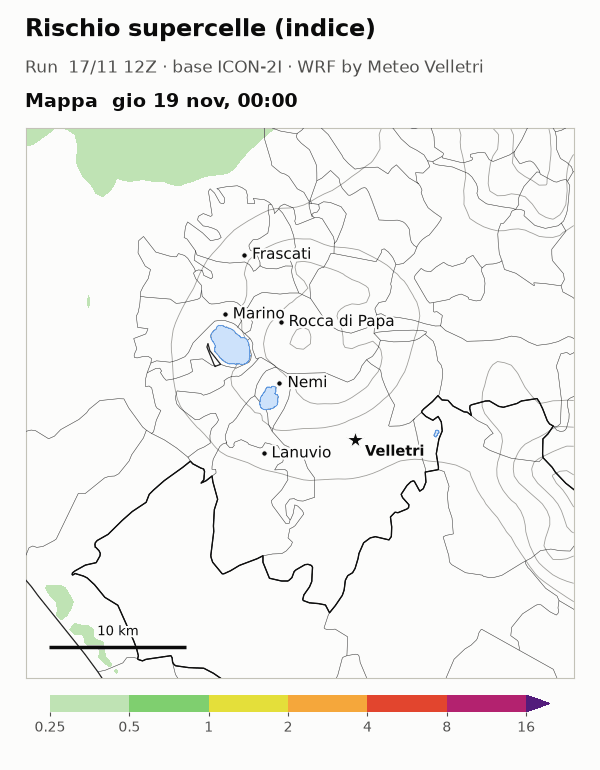 Rischio supercelle (indice)
Run  17/11 12Z · base ICON-2I · WRF by Meteo Velletri
Mappa  gio 19 nov, 00:00
Frascati
Marino
Rocca di Papa
Nemi
Velletri
Lanuvio
10 km
0.25 0.5 1 2 4 8 16